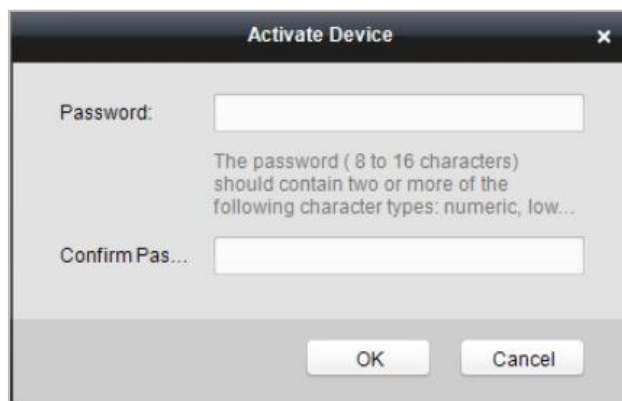 Activate Device
Password:
The password ( 8 to 16 characters)
should contain two or more of the
following character types: numeric, low...
Confirm Pas...
OK Cancel